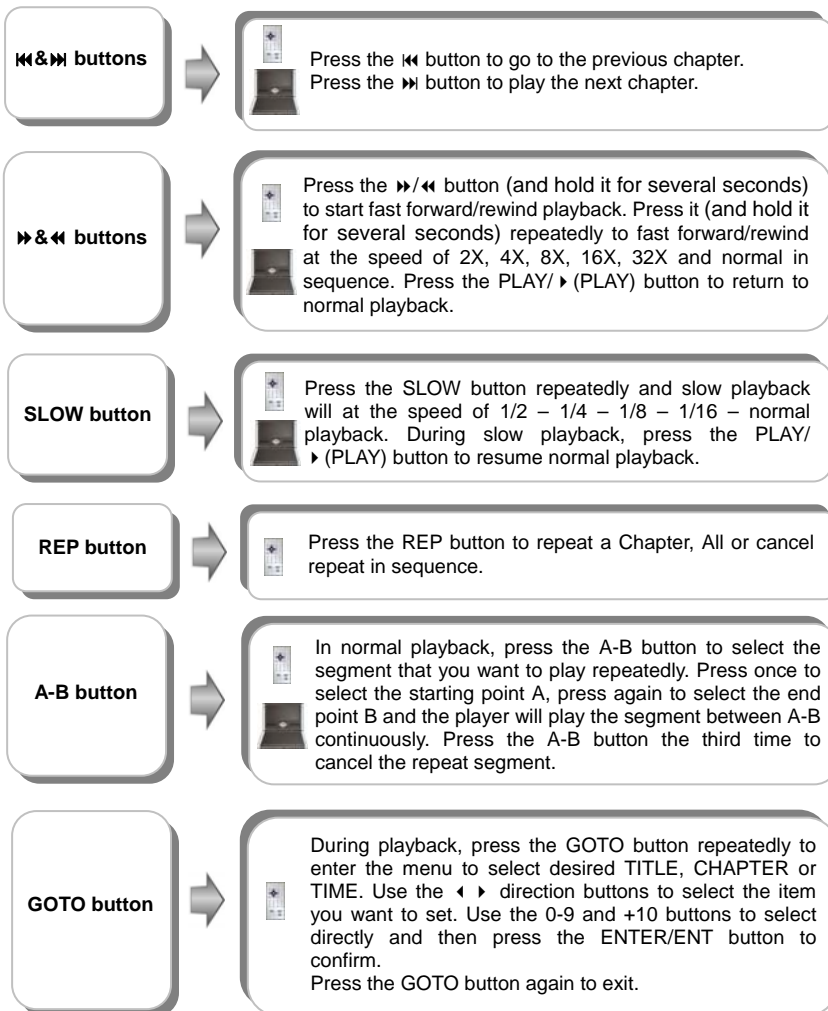 ⏮&⏭ buttons
Press the ⏮ button to go to the previous chapter.
Press the ⏭ button to play the next chapter.
⏩&⏪ buttons
Press the ⏩/⏪ button (and hold it for several seconds)
to start fast forward/rewind playback. Press it (and hold it
for several seconds) repeatedly to fast forward/rewind
at the speed of 2X, 4X, 8X, 16X, 32X and normal in
sequence. Press the PLAY/ ▶ (PLAY) button to return to
normal playback.
SLOW button
Press the SLOW button repeatedly and slow playback
will at the speed of 1/2 – 1/4 – 1/8 – 1/16 – normal
playback. During slow playback, press the PLAY/
▶ (PLAY) button to resume normal playback.
REP button
Press the REP button to repeat a Chapter, All or cancel
repeat in sequence.
A-B button
In normal playback, press the A-B button to select the
segment that you want to play repeatedly. Press once to
select the starting point A, press again to select the end
point B and the player will play the segment between A-B
continuously. Press the A-B button the third time to
cancel the repeat segment.
GOTO button
During playback, press the GOTO button repeatedly to
enter the menu to select desired TITLE, CHAPTER or
TIME. Use the ◀ ▶ direction buttons to select the item
you want to set. Use the 0-9 and +10 buttons to select
directly and then press the ENTER/ENT button to
confirm.
Press the GOTO button again to exit.